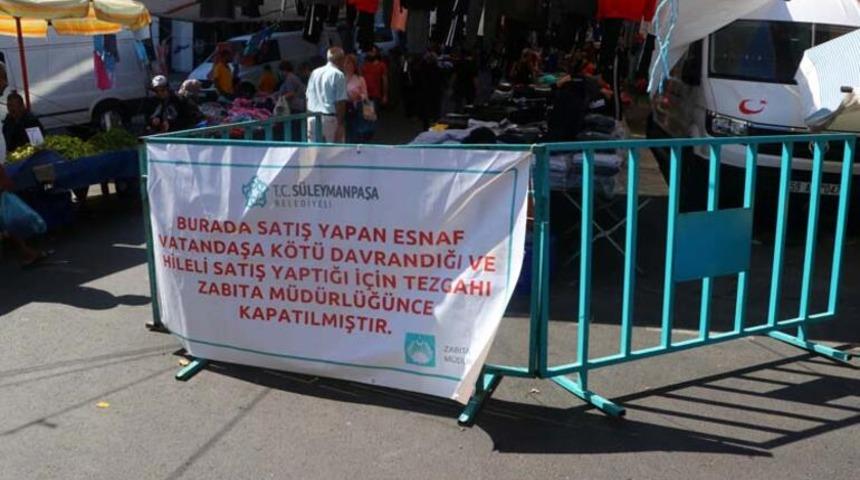 T.C. SÜLEYMANPAŞA
BELEDİYESİ
BURADA SATIŞ YAPAN ESNAF
VATANDAŞA KÖTÜ DAVRANDIĞI VE
HİLELİ SATIŞ YAPTIĞI İÇİN TEZGAHI
ZABITA MÜDÜRLÜĞÜNCE
KAPATILMIŞTIR.
ZABITA